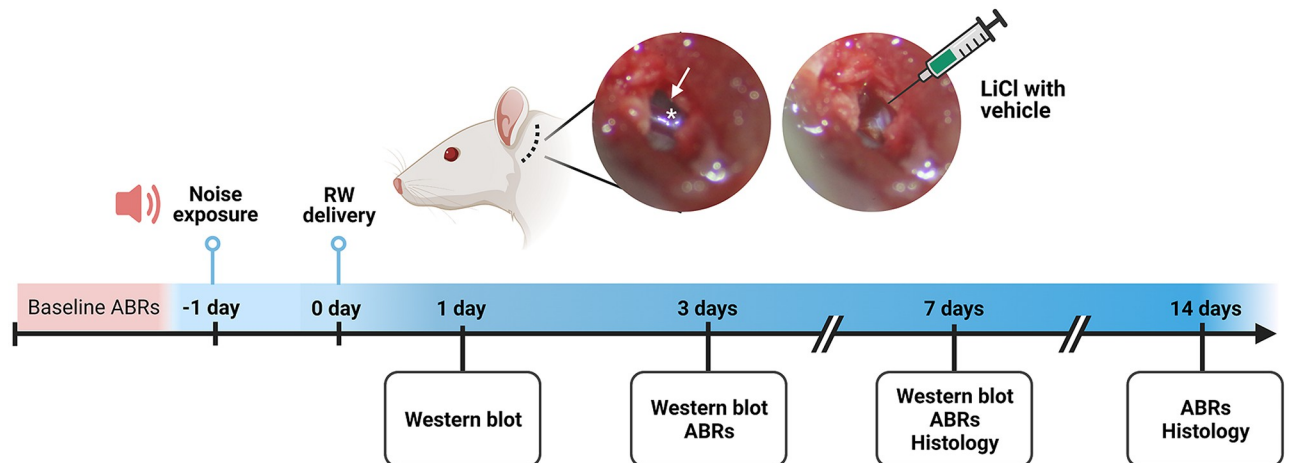 LiCl with
vehicle
Noise
exposure
RW
delivery
Baseline ABRs
-1 day
0 day
1 day
3 days
7 days
14 days
Western blot
Western blot
ABRs
Western blot
ABRs
Histology
ABRs
Histology